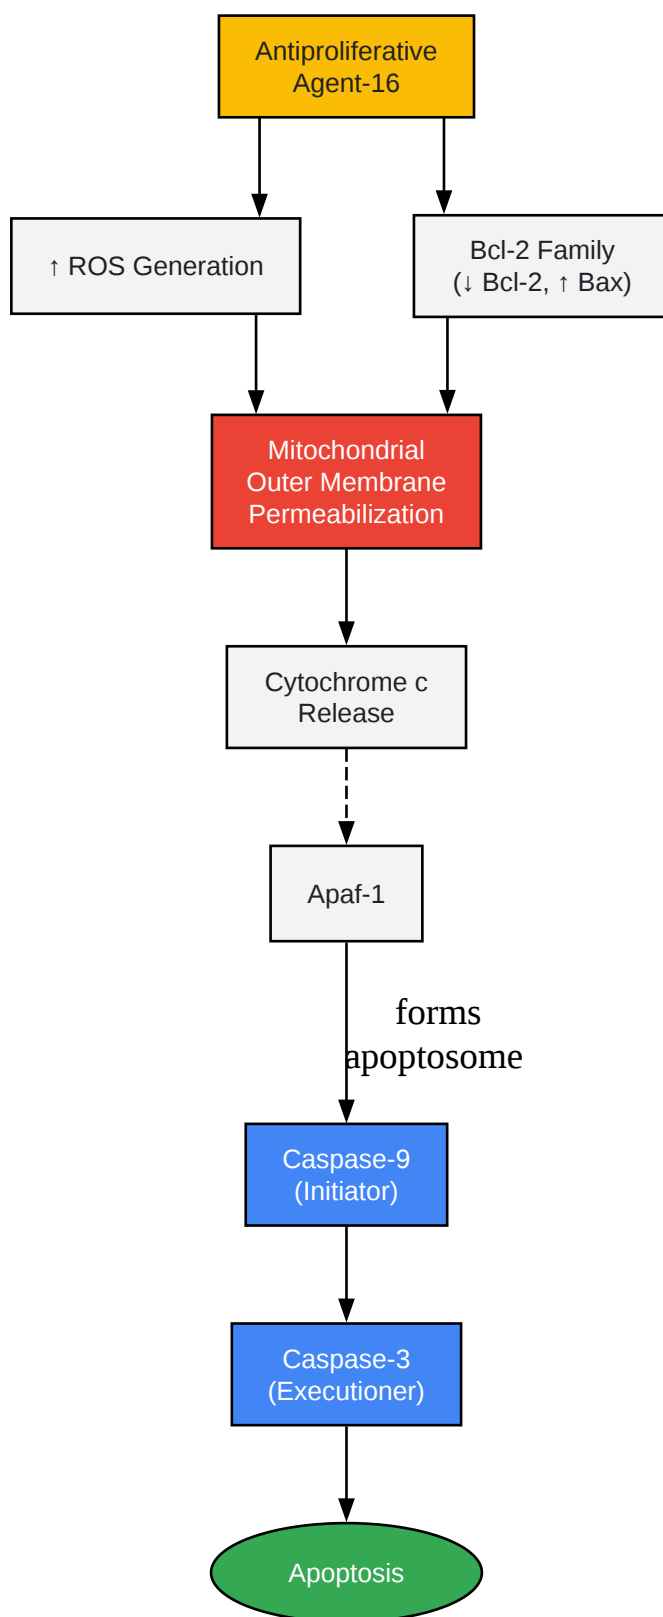 Antiproliferative
Agent-16
↑ ROS Generation
Bcl-2 Family
(↓ Bcl-2, ↑ Bax)
Mitochondrial
Outer Membrane
Permeabilization
Cytochrome c
Release
Apaf-1
forms
apoptosome
Caspase-9
(Initiator)
Caspase-3
(Executioner)
Apoptosis